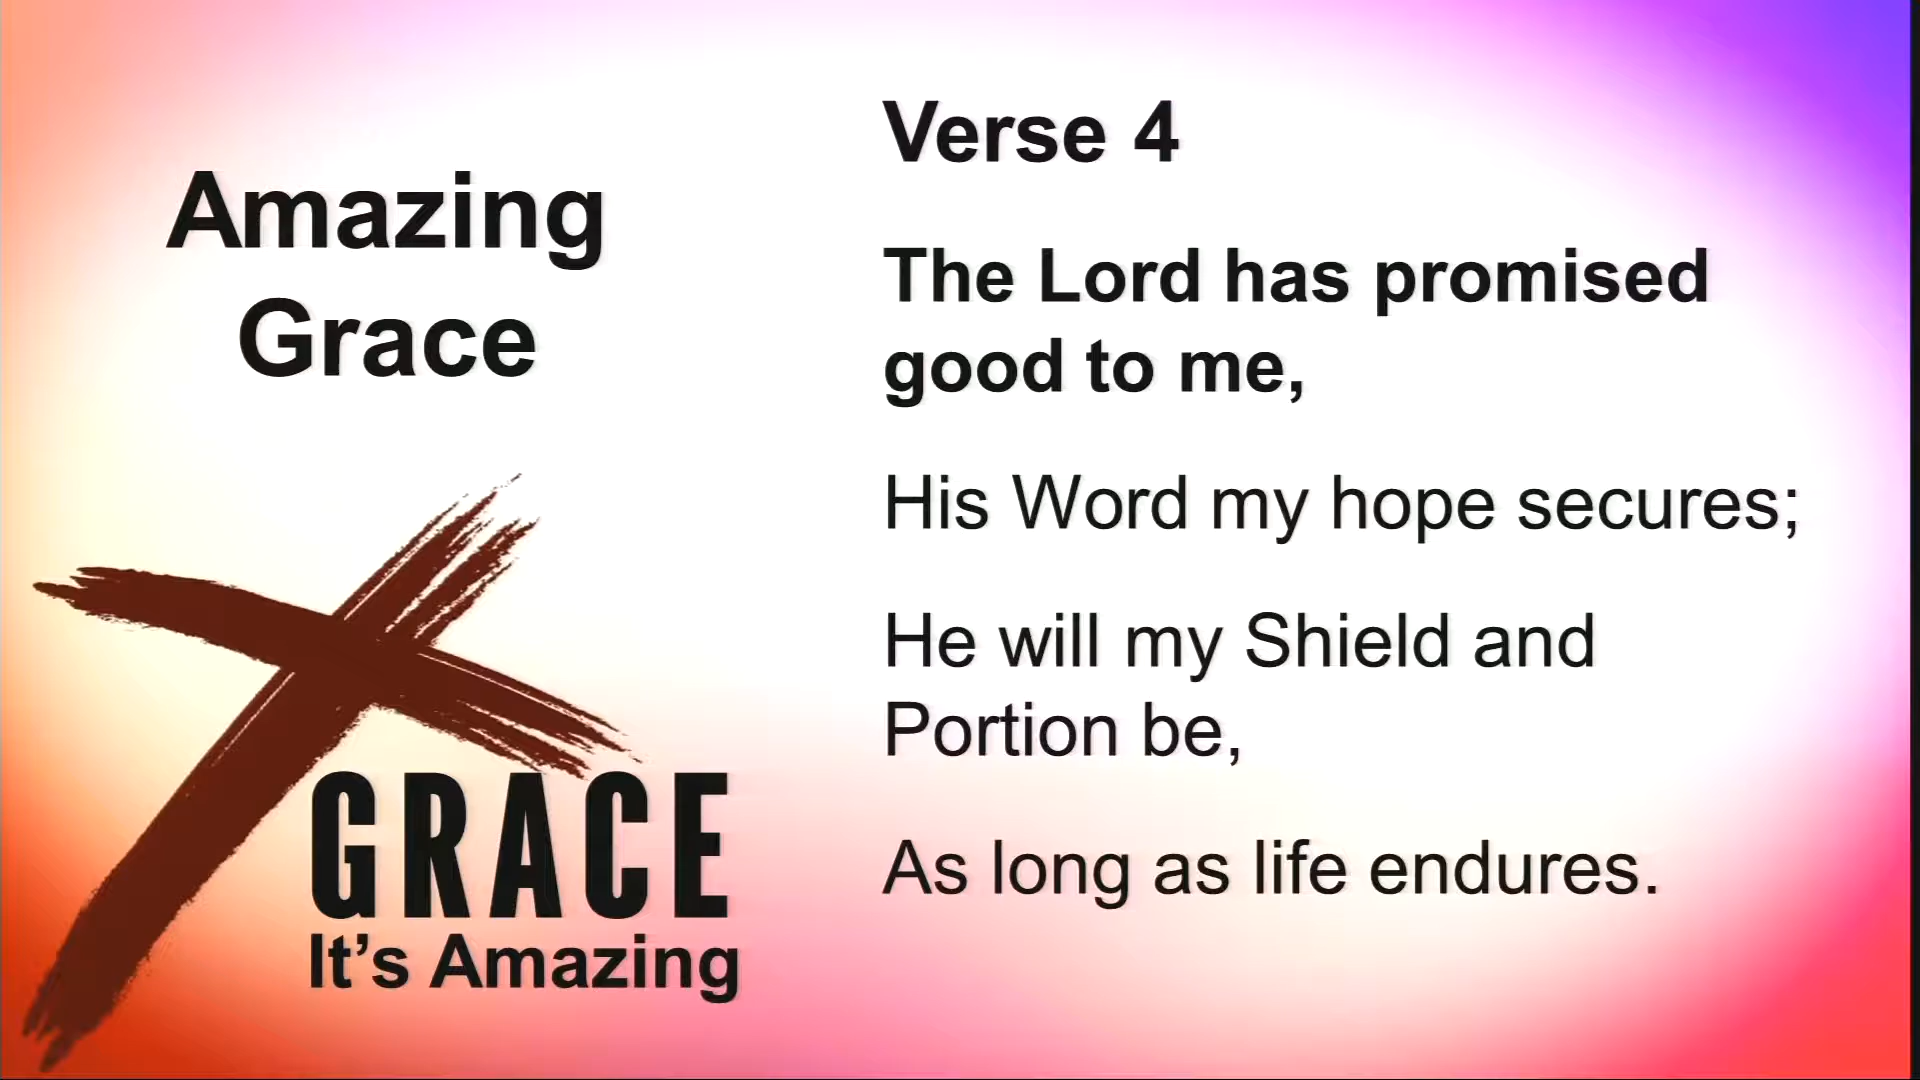 Amazing
Grace
GRACE
It’s Amazing
Verse 4
The Lord has promised
good to me,
His Word my hope secures;
He will my Shield and
Portion be,
As long as life endures.